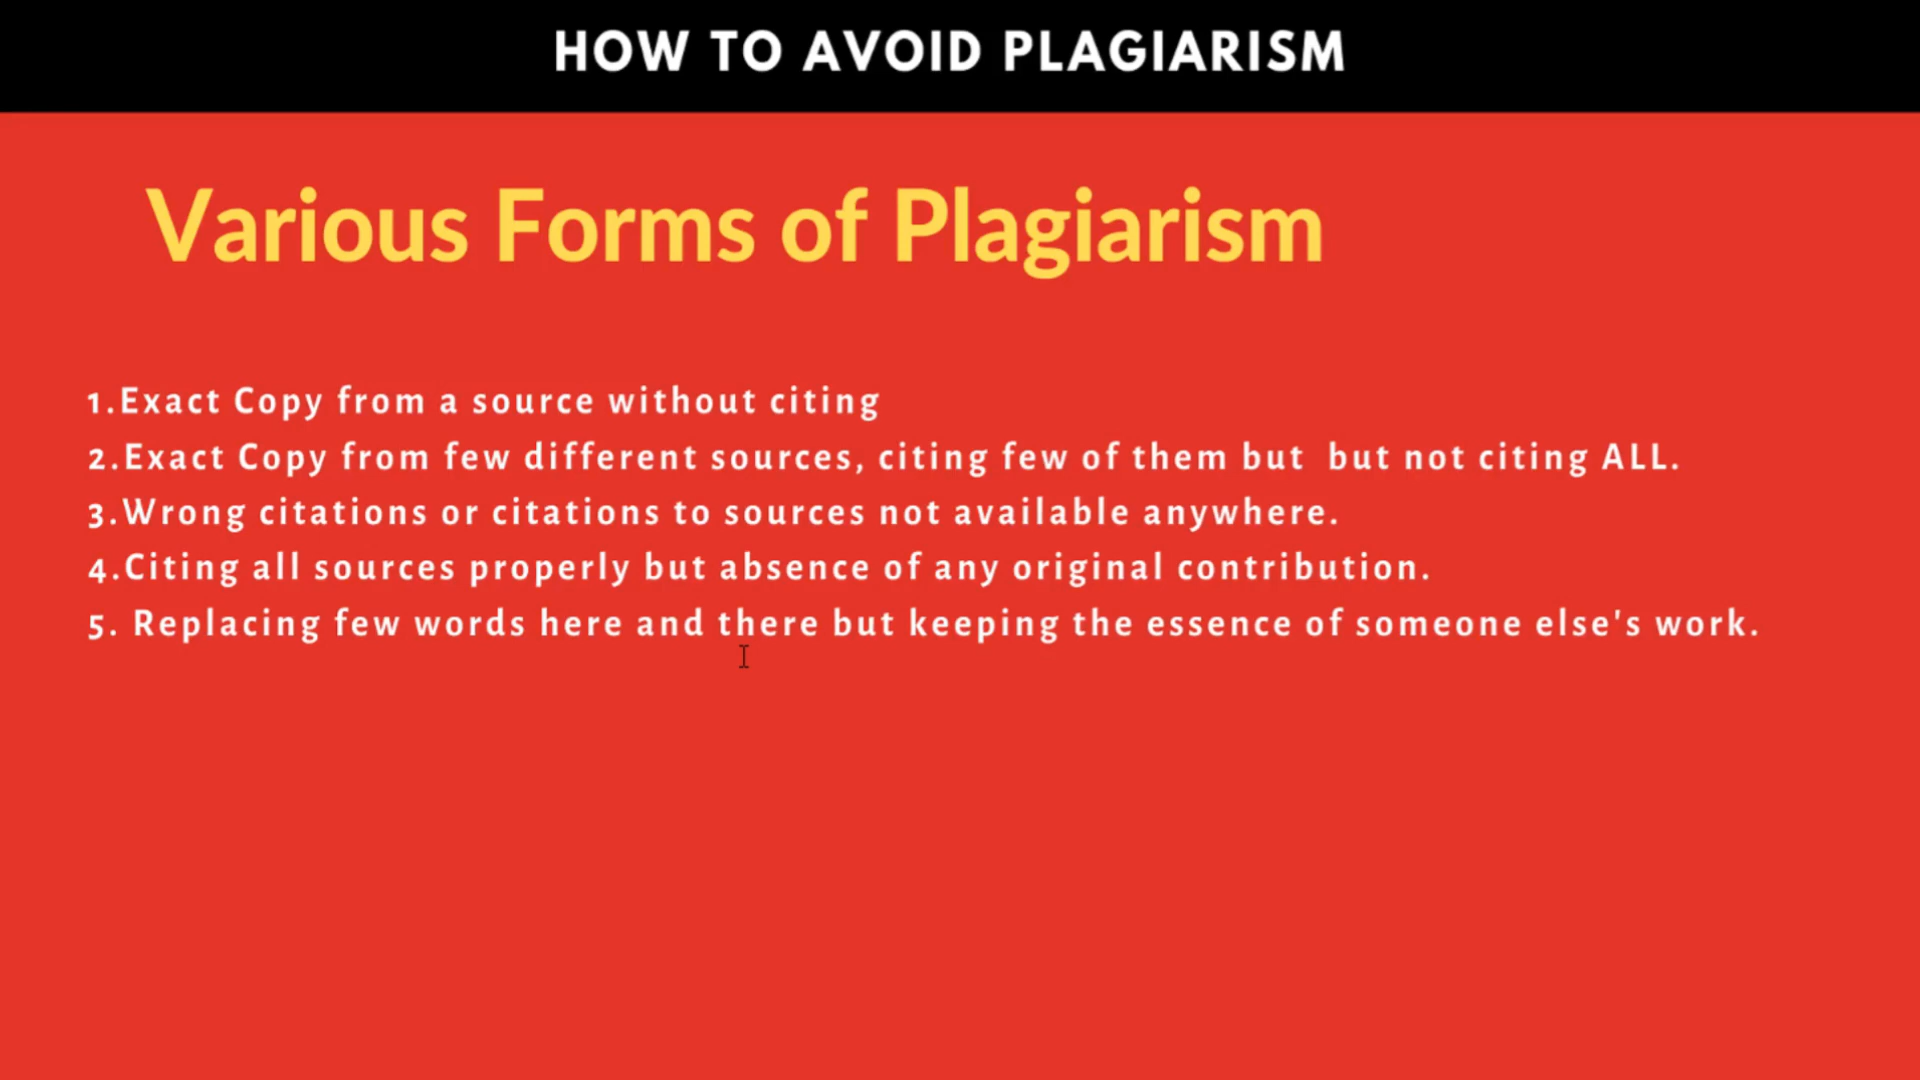 HOW TO AVOID PLAGIARISM
Various Forms of Plagiarism
1.Exact Copy from a source without citing
2.Exact Copy from few different sources, citing few of them but  but not citing ALL.
3.Wrong citations or citations to sources not available anywhere.
4.Citing all sources properly but absence of any original contribution.
5. Replacing few words here and there but keeping the essence of someone else's work.